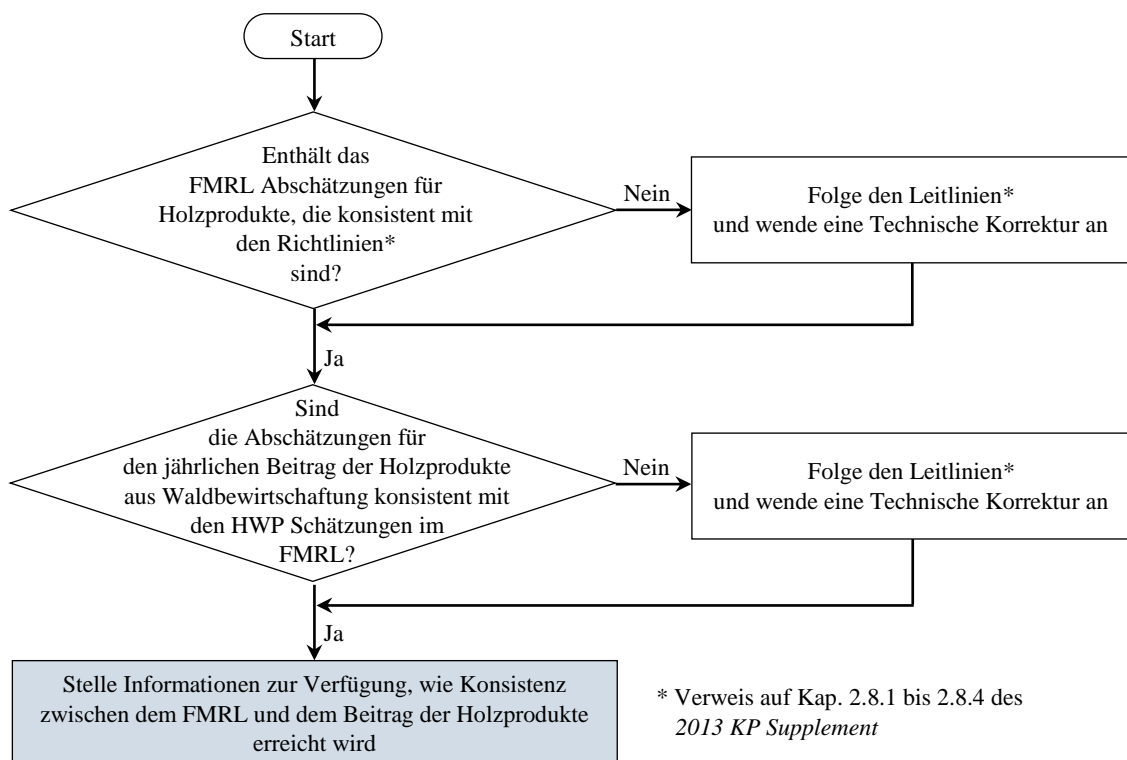 Start
Enthält das
FMRL Abschätzungen für
Holzprodukte, die konsistent mit
den Richtlinien*
sind?
Nein
Folge den Leitlinien*
und wende eine Technische Korrektur an
Ja
Sind
die Abschätzungen für
den jährlichen Beitrag der Holzprodukte
aus Waldbewirtschaftung konsistent mit
den HWP Schätzungen im
FMRL?
Nein
Folge den Leitlinien*
und wende eine Technische Korrektur an
Ja
Stelle Informationen zur Verfügung, wie Konsistenz
zwischen dem FMRL und dem Beitrag der Holzprodukte
erreicht wird
* Verweis auf Kap. 2.8.1 bis 2.8.4 des
2013 KP Supplement